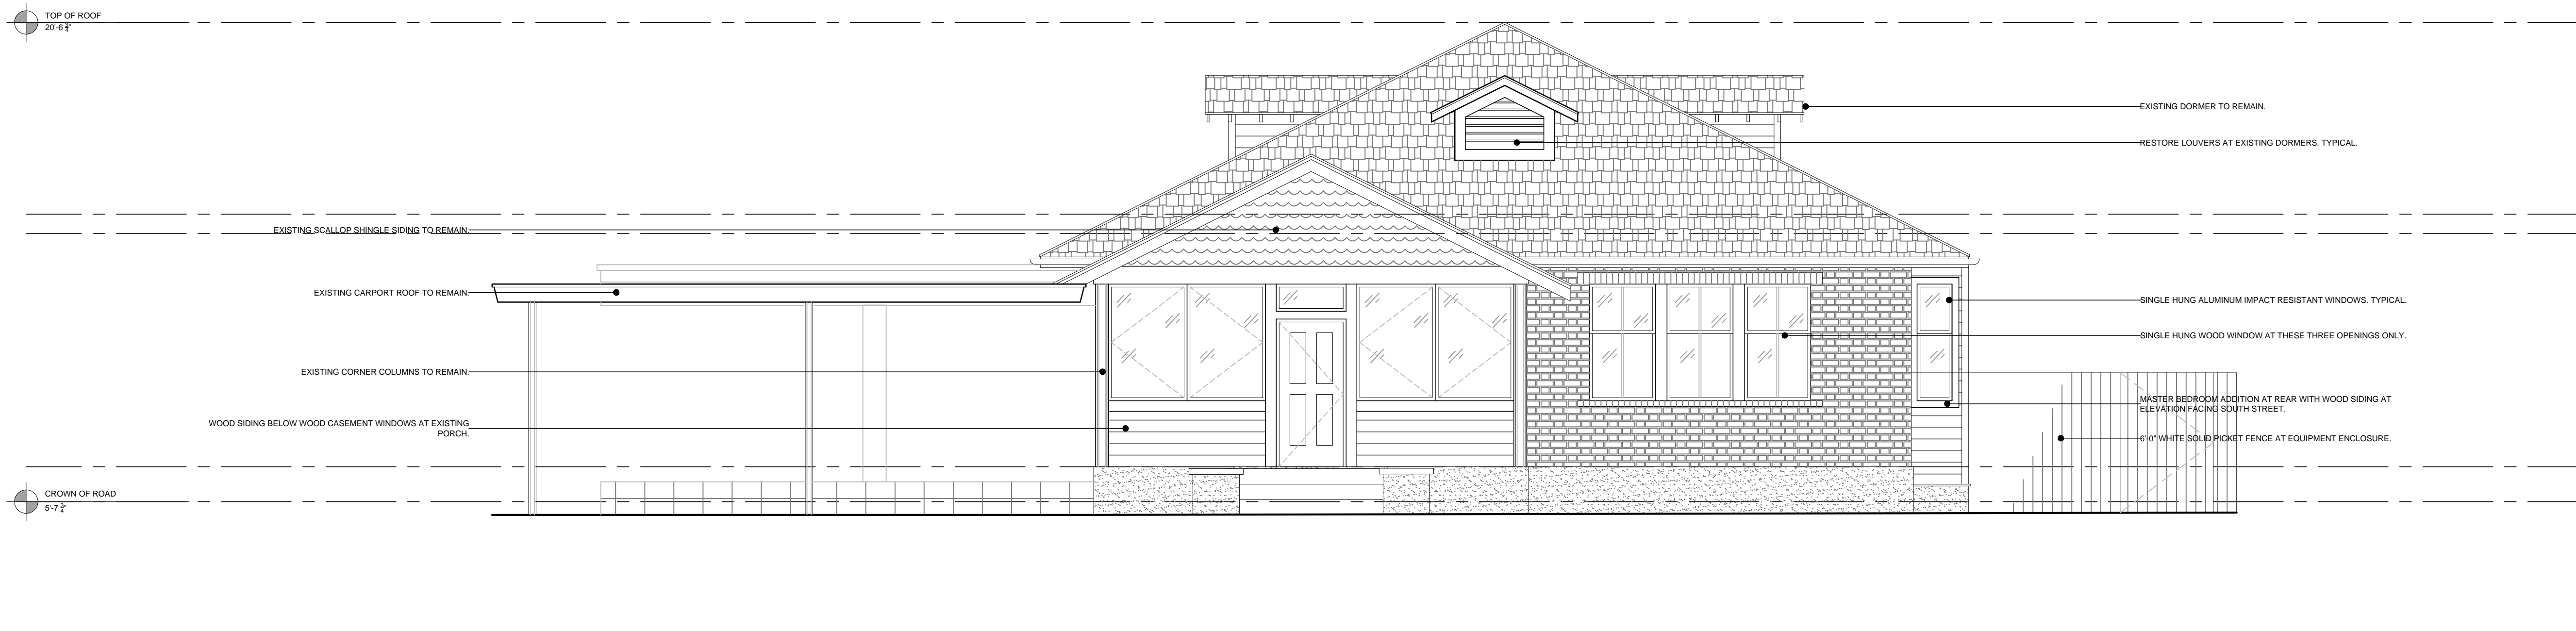 TOP OF ROOF
20'-6 3/4"
EXISTING DORMER TO REMAIN.
RESTORE LOUVERS AT EXISTING DORMERS. TYPICAL.
EXISTING SCALLOP SHINGLE SIDING TO REMAIN.
EXISTING CARPORT ROOF TO REMAIN.
SINGLE HUNG ALUMINUM IMPACT RESISTANT WINDOWS. TYPICAL.
SINGLE HUNG WOOD WINDOW AT THESE THREE OPENINGS ONLY.
EXISTING CORNER COLUMNS TO REMAIN.
MASTER BEDROOM ADDITION AT REAR WITH WOOD SIDING AT
ELEVATION FACING SOUTH STREET.
WOOD SIDING BELOW WOOD CASEMENT WINDOWS AT EXISTING
PORCH.
6'-0" WHITE SOLID PICKET FENCE AT EQUIPMENT ENCLOSURE.
CROWN OF ROAD
5'-7 3/4"